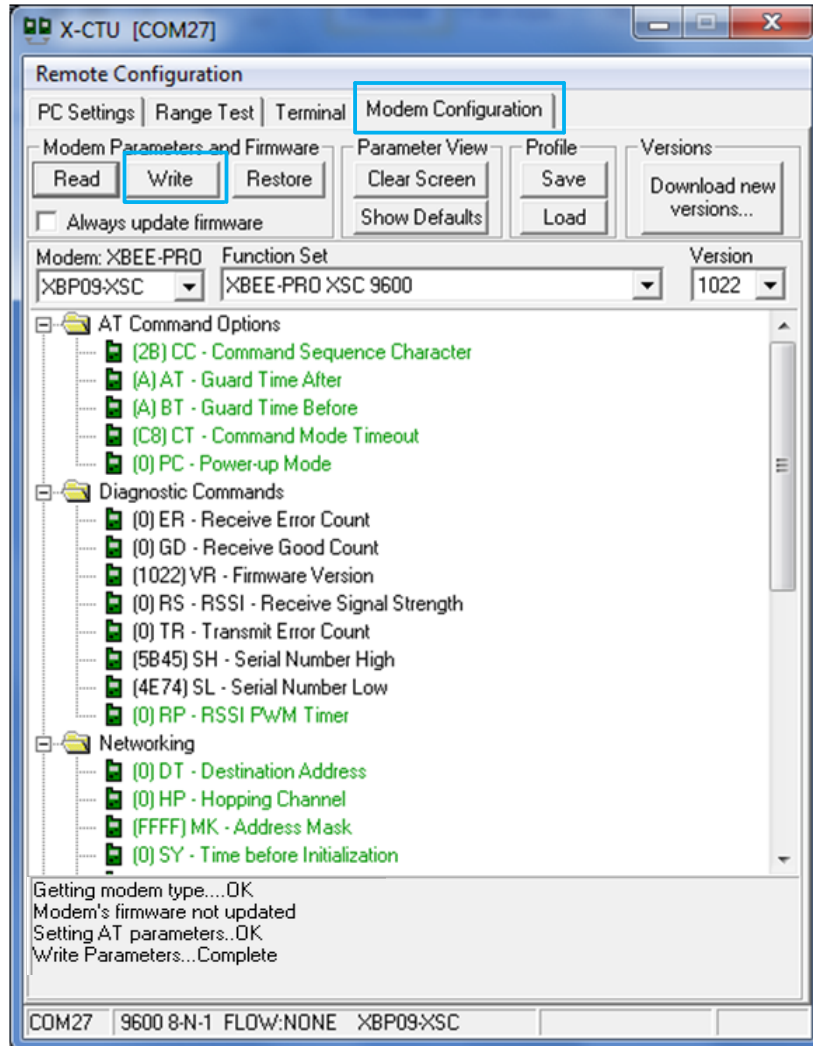 X-CTU [COM27]
Remote Configuration
PC Settings Range Test Terminal Modem Configuration
Modem Parameters and Firmware Parameter View Profile Versions
Read Write Restore Clear Screen Save Download new versions...
Always update firmware Show Defaults Load
Modem: XBEE-PRO Function Set Version
XBP09-XSC XBEE-PRO XSC 9600 1022
AT Command Options
(2B) CC - Command Sequence Character
(A) AT - Guard Time After
(A) BT - Guard Time Before
(C8) CT - Command Mode Timeout
(0) PC - Power-up Mode
Diagnostic Commands
(0) ER - Receive Error Count
(0) GD - Receive Good Count
(1022) VR - Firmware Version
(0) RS - RSSI - Receive Signal Strength
(0) TR - Transmit Error Count
(5B45) SH - Serial Number High
(4E74) SL - Serial Number Low
(0) RP - RSSI PWM Timer
Networking
(0) DT - Destination Address
(0) HP - Hopping Channel
(FFFF) MK - Address Mask
(0) SY - Time before Initialization
Getting modem type....OK
Modem's firmware not updated
Setting AT parameters..OK
Write Parameters...Complete
COM27 9600 8-N-1 FLOW:NONE XBP09-XSC